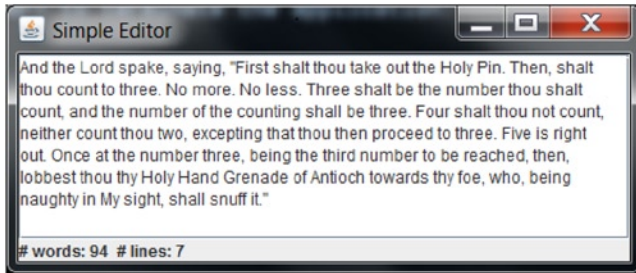 Simple Editor
And the Lord spake, saying, "First shalt thou take out the Holy Pin. Then, shalt
thou count to three. No more. No less. Three shalt be the number thou shalt
count, and the number of the counting shall be three. Four shalt thou not count,
neither count thou two, excepting that thou then proceed to three. Five is right
out. Once at the number three, being the third number to be reached, then,
lobbest thou thy Holy Hand Grenade of Antioch towards thy foe, who, being
naughty in My sight, shall snuff it."
# words: 94 # lines: 7